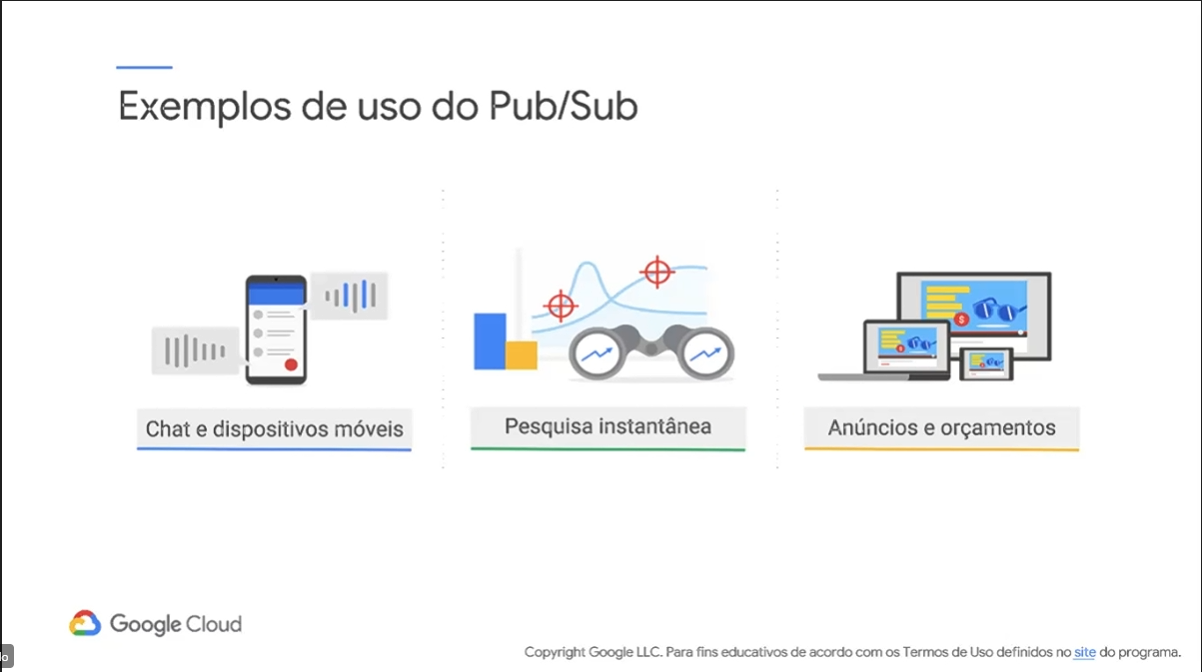 Exemplos de uso do Pub/Sub
Chat e dispositivos móveis
Pesquisa instantânea
Anúncios e orçamentos
Google Cloud
Copyright Google LLC. Para fins educativos de acordo com os Termos de Uso definidos no site do programa.